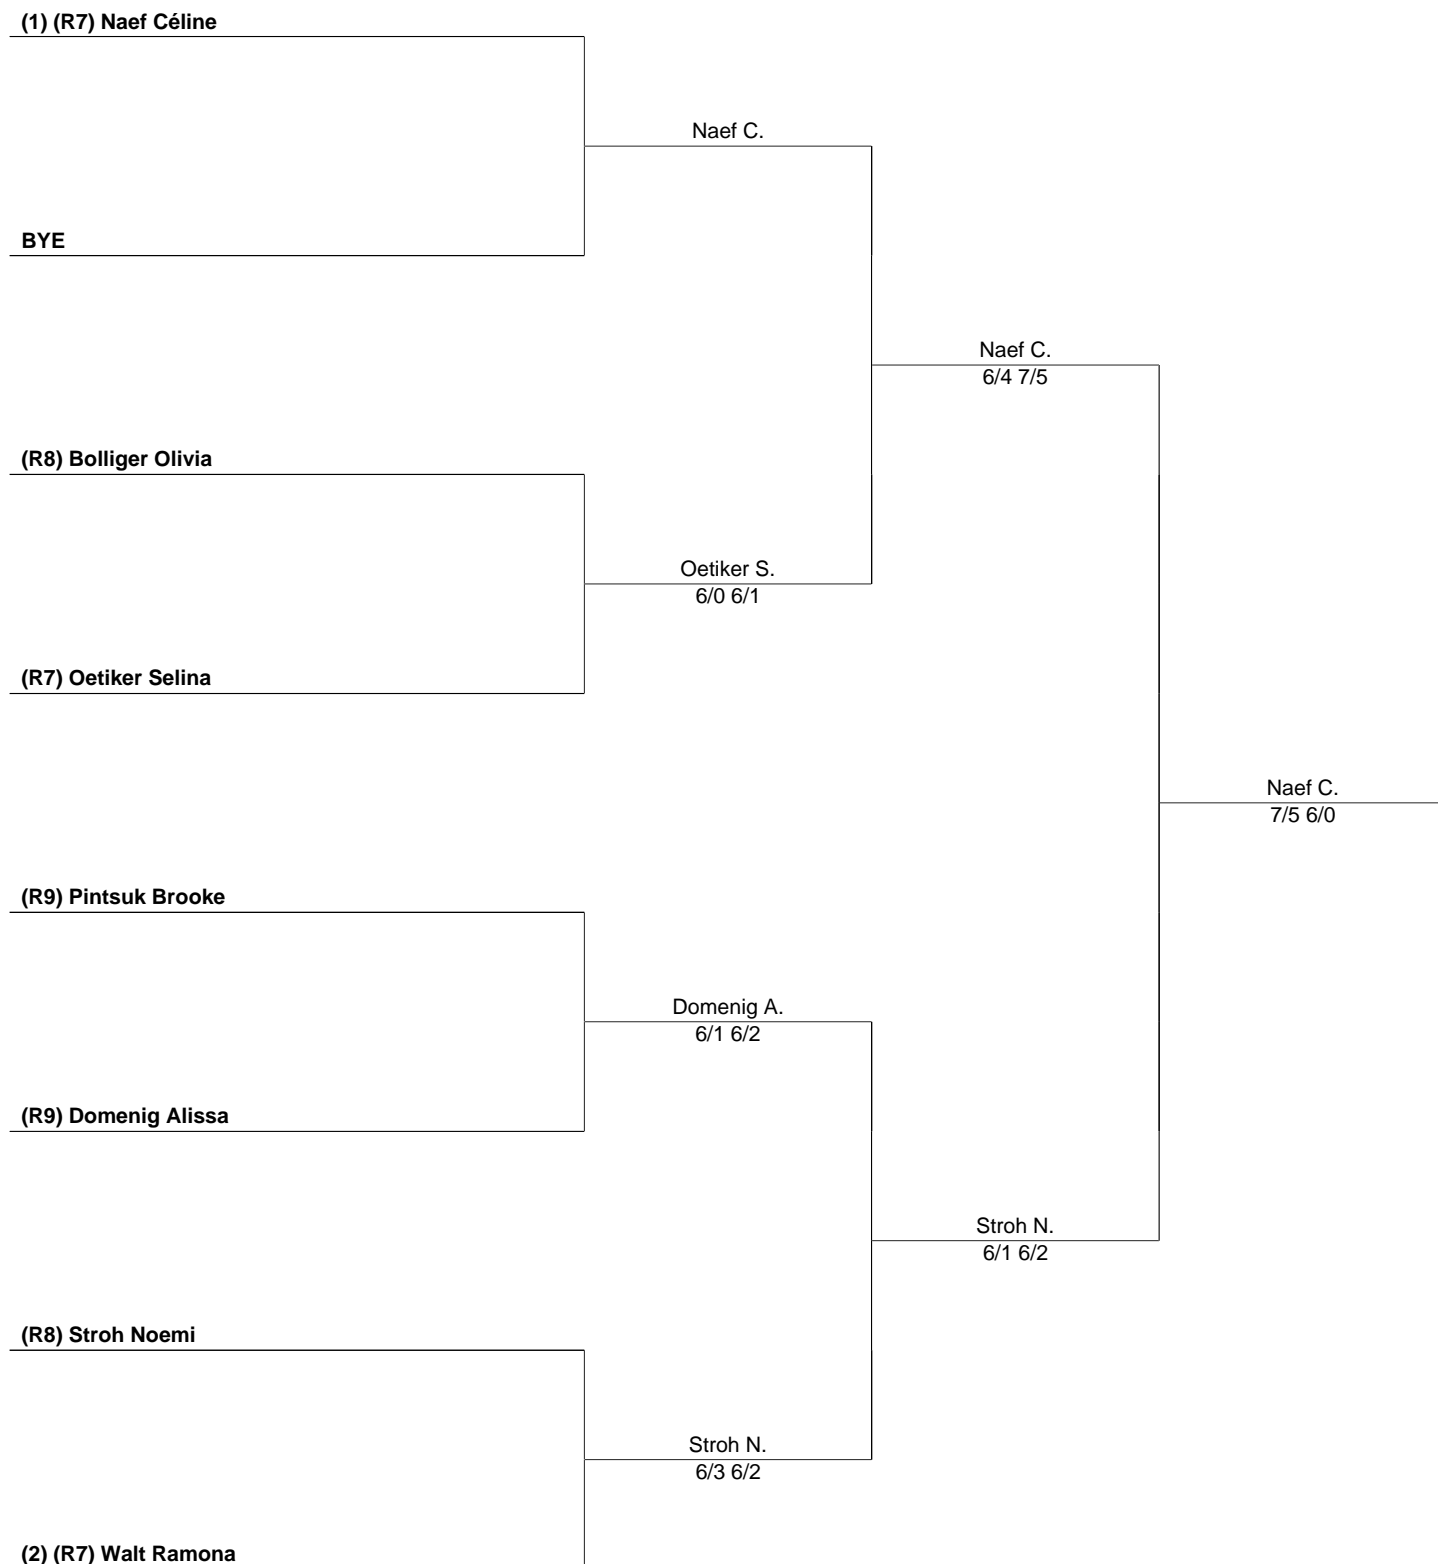 (1) (R7) Naef Céline
Naef C.
BYE
Naef C.
6/4 7/5
(R8) Bolliger Olivia
Oetiker S.
6/0 6/1
(R7) Oetiker Selina
Naef C.
7/5 6/0
(R9) Pintsuk Brooke
Domenig A.
6/1 6/2
(R9) Domenig Alissa
Stroh N.
6/1 6/2
(R8) Stroh Noemi
Stroh N.
6/3 6/2
(2) (R7) Walt Ramona